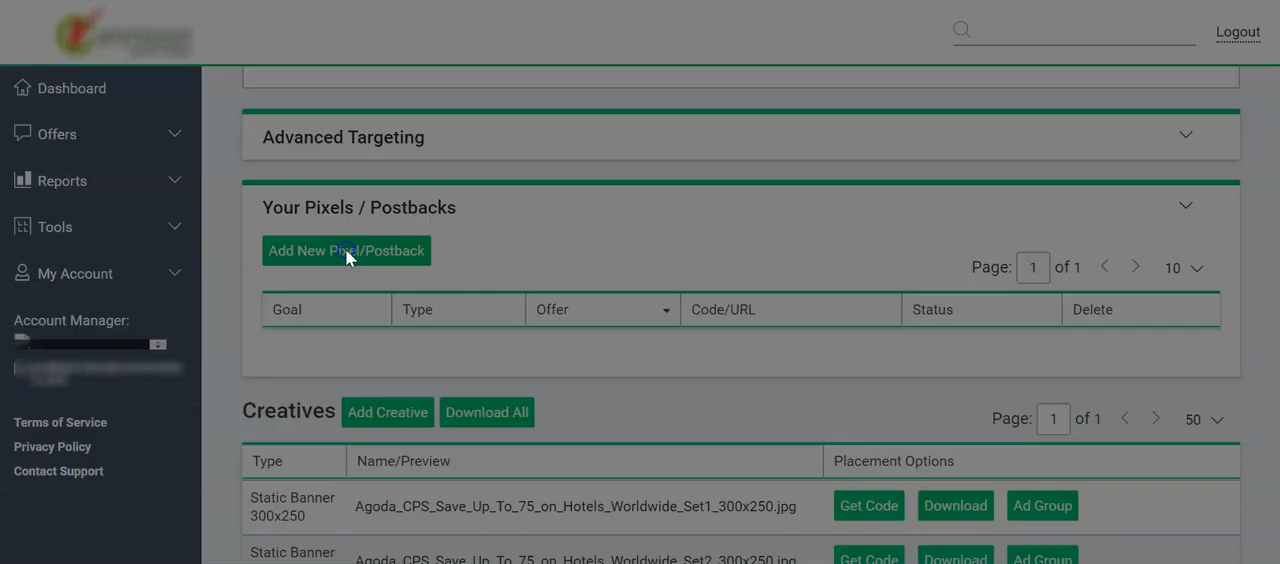 Logout
Dashboard
Offers
Reports
Tools
My Account
Account Manager:
Terms of Service
Privacy Policy
Contact Support
Advanced Targeting
Your Pixels / Postbacks
Add New Pixel/Postback
Page: 1 of 1 10
Goal Type Offer Code/URL Status Delete
Creatives Add Creative Download All
Page: 1 of 1 50
Type Name/Preview Placement Options
Static Banner
300x250 Agoda_CPS_Save_Up_To_75_on_Hotels_Worldwide_Set1_300x250.jpg Get Code Download Ad Group
Static Banner
Agoda_CPS_Save_Up_To_75_on_Hotels_Worldwide_Set2_300x250.jpg Get Code Download Ad Group